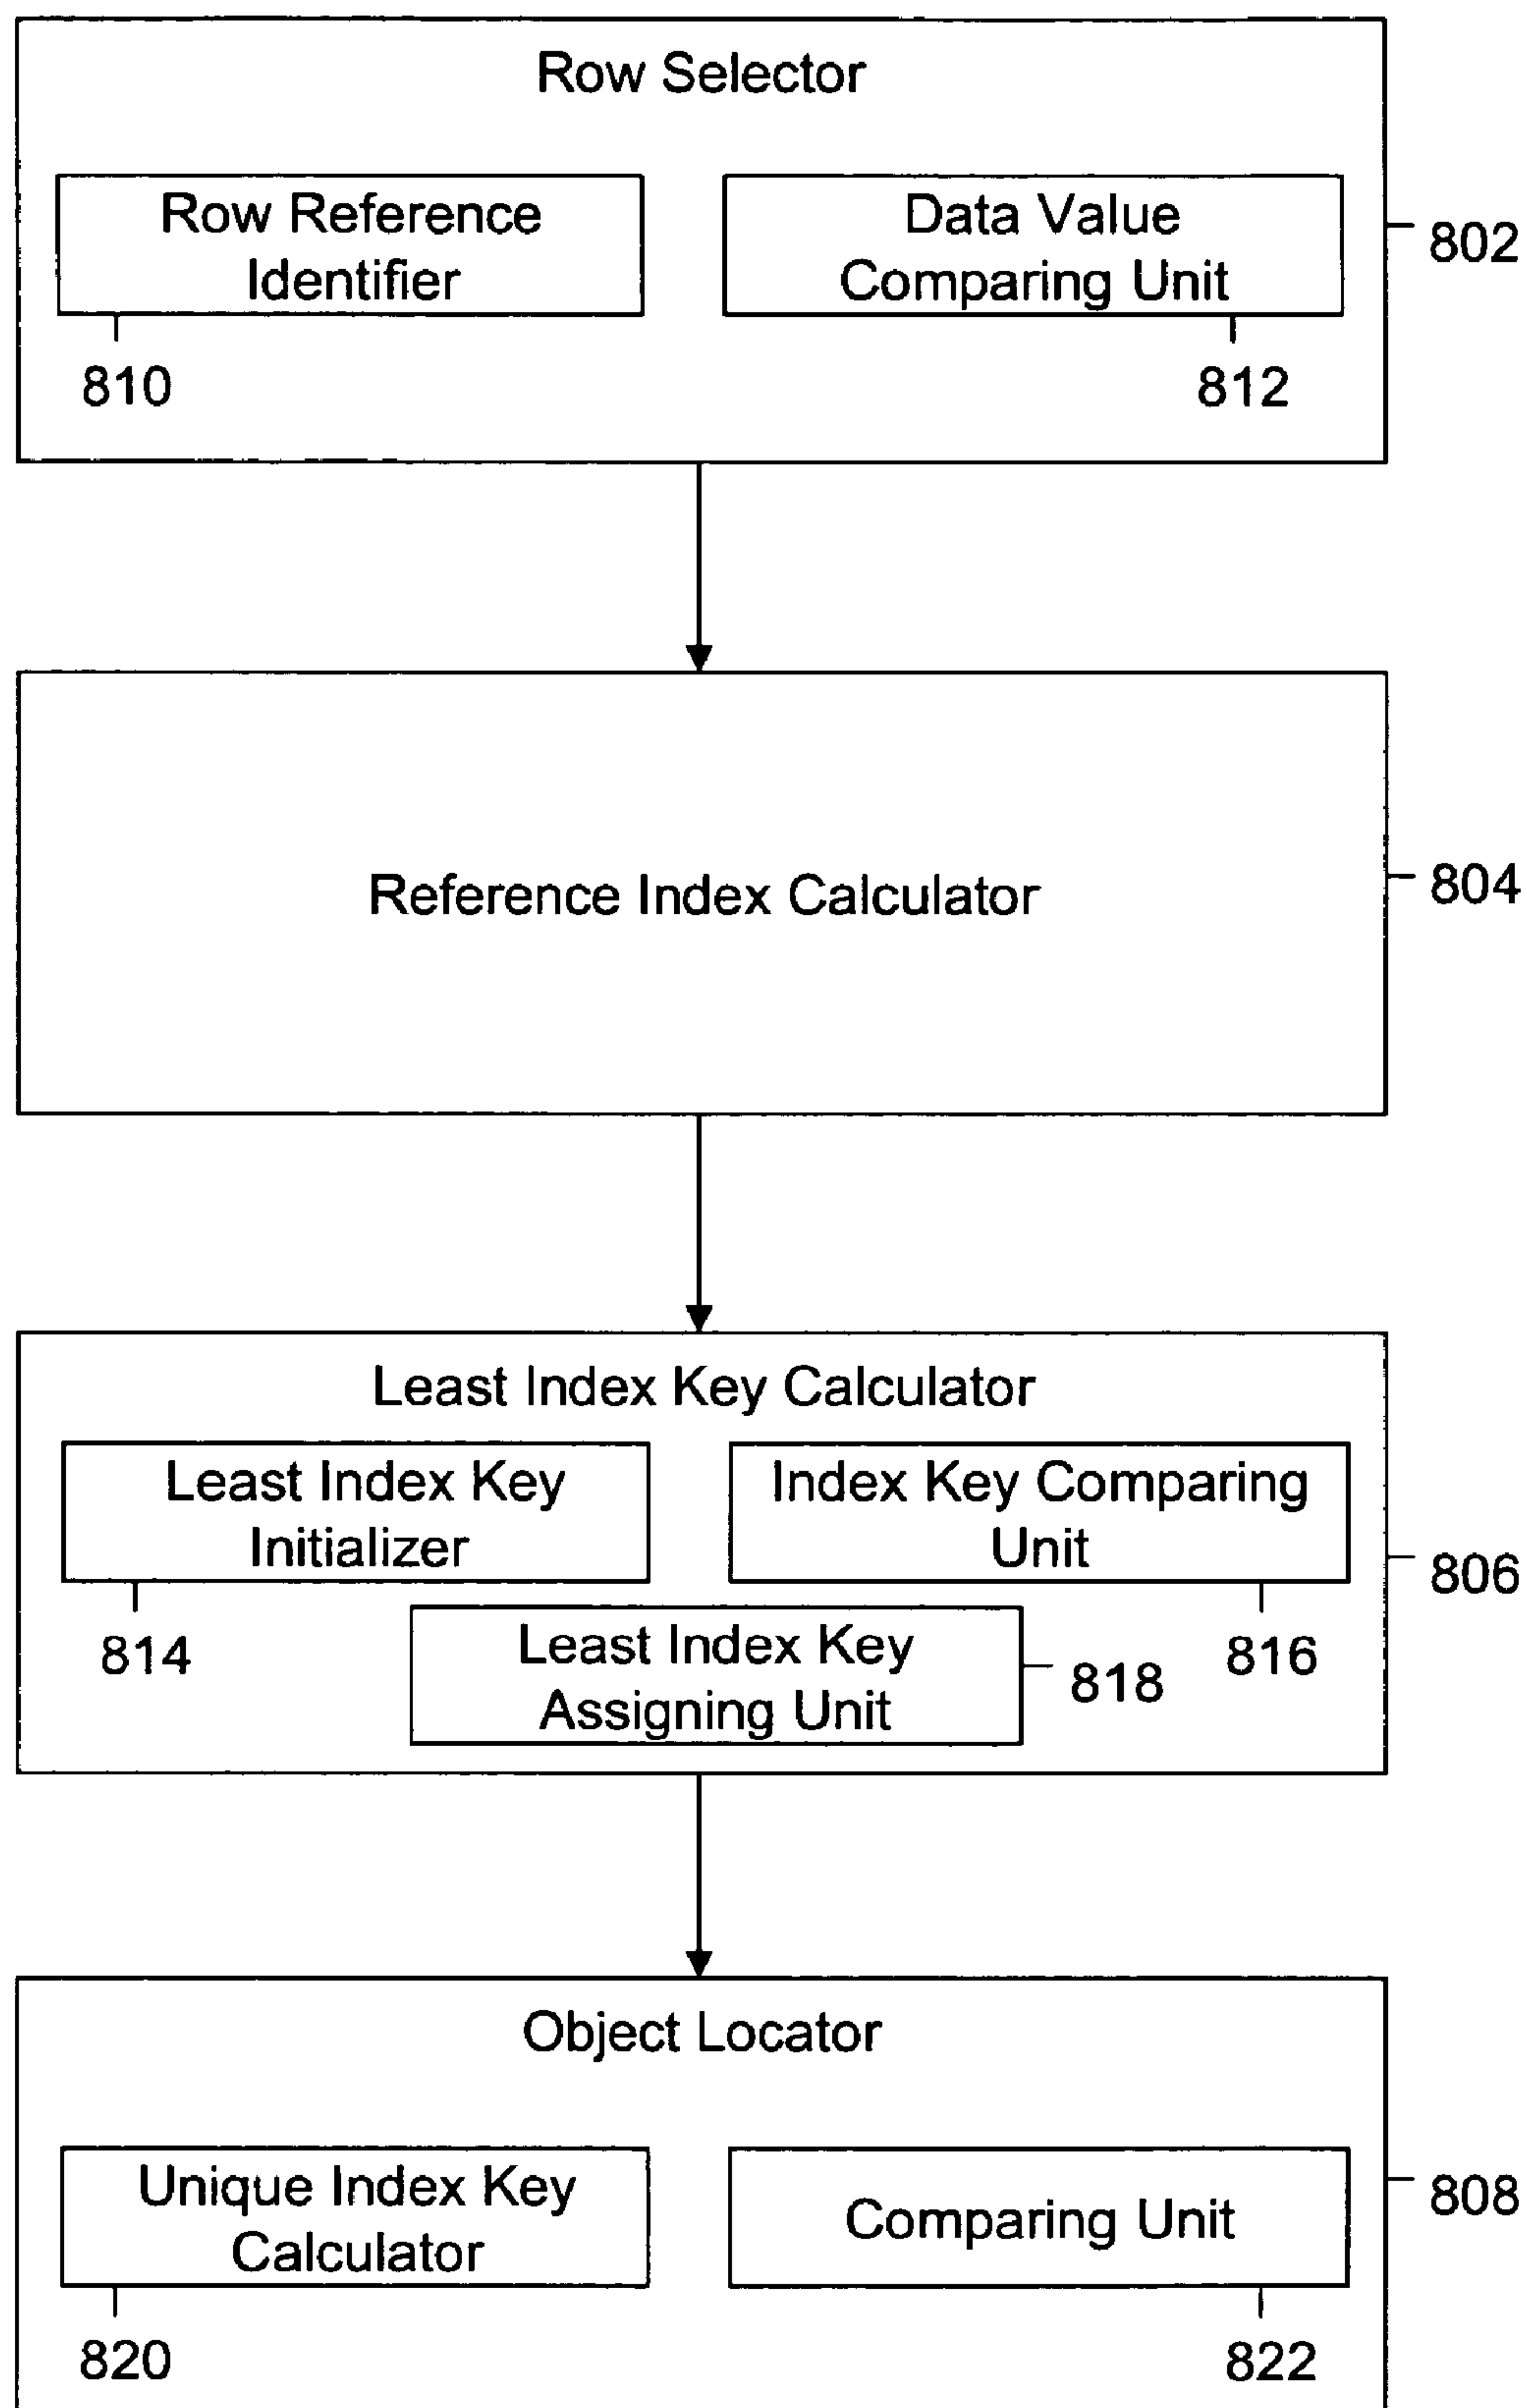 Row Selector
Row Reference
Identifier
Data Value
Comparing Unit
802
810
812
Reference Index Calculator
804
Least Index Key Calculator
Least Index Key
Initializer
Index Key Comparing
Unit
806
814
Least Index Key
Assigning Unit
818
816
Object Locator
Unique Index Key
Calculator
Comparing Unit
808
820
822